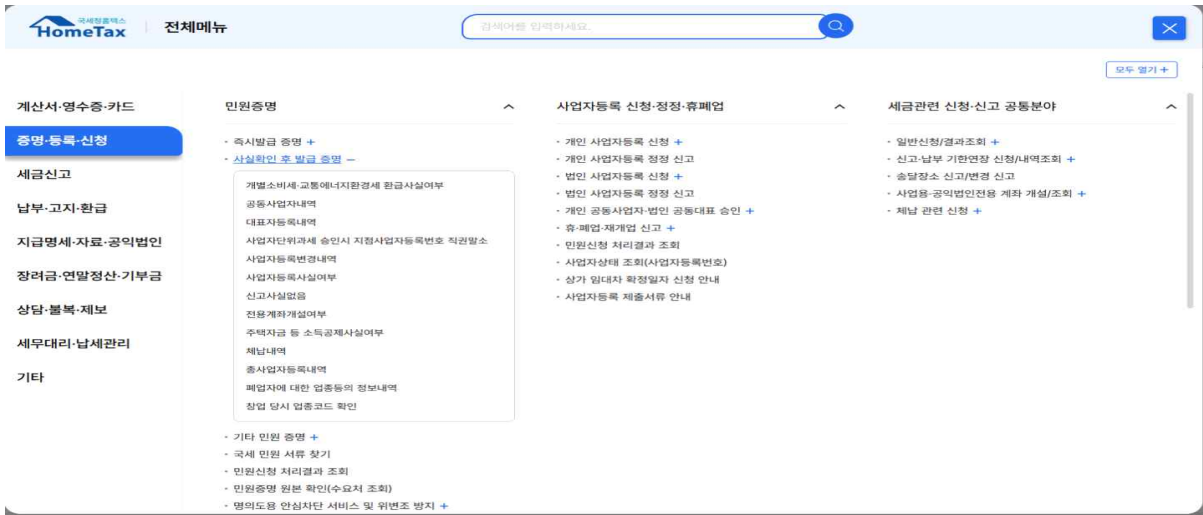 국세청홈택스
HomeTax
전체메뉴
검색어를 입력하세요.
모두 열기 +
계산서·영수증·카드
증명·등록·신청
세금신고
납부·고지·환급
지급명세·자료·공익법인
장려금·연말정산·기부금
상담·불복·제보
세무대리·납세관리
기타
민원증명
· 즉시발급 증명 +
· 사실확인 후 발급 증명 −
개별소비세·교통에너지환경세 환급사실여부
공동사업자내역
대표자등록내역
사업자단위과세 승인시 지점사업자등록번호 직권말소
사업자등록변경내역
사업자등록사실여부
신고사실없음
전용계좌개설여부
주택자금 등 소득공제사실여부
체납내역
총사업자등록내역
폐업자에 대한 업종등의 정보내역
창업 당시 업종코드 확인
· 기타 민원 증명 +
· 국세 민원 서류 찾기
· 민원신청 처리결과 조회
· 민원증명 원본 확인(수요처 조회)
· 명의도용 안심차단 서비스 및 위변조 방지 +
사업자등록 신청·정정·휴폐업
· 개인 사업자등록 신청 +
· 개인 사업자등록 정정 신고
· 법인 사업자등록 신청 +
· 법인 사업자등록 정정 신고
· 개인 공동사업자·법인 공동대표 승인 +
· 휴·폐업·재개업 신고 +
· 민원신청 처리결과 조회
· 사업자상태 조회(사업자등록번호)
· 상가 임대차 확정일자 신청 안내
· 사업자등록 제출서류 안내
세금관련 신청·신고 공통분야
· 일반신청/결과조회 +
· 신고·납부 기한연장 신청/내역조회 +
· 송달장소 신고/변경 신고
· 사업용·공익법인전용 계좌 개설/조회 +
· 체납 관련 신청 +